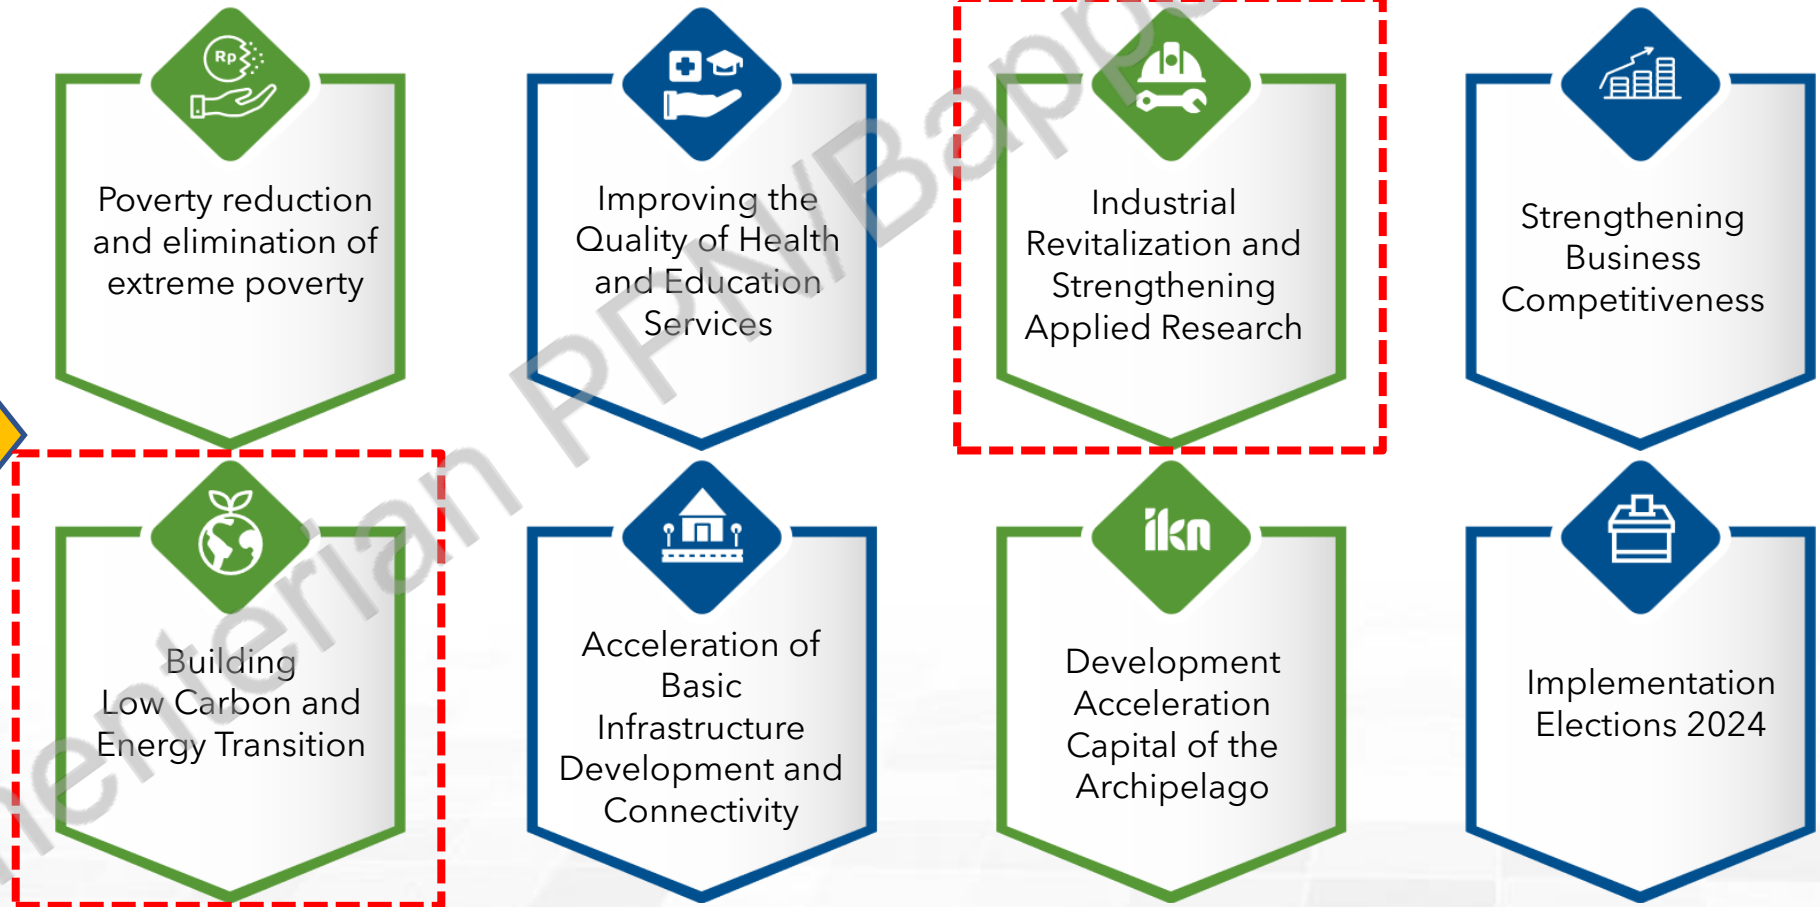 Rp
Poverty reduction
and elimination of
extreme poverty
Improving the
Quality of Health
and Education
Services
Industrial
Revitalization and
Strengthening
Applied Research
Strengthening
Business
Competitiveness
Building
Low Carbon and
Energy Transition
Acceleration of
Basic
Infrastructure
Development and
Connectivity
ikn
Development
Acceleration
Capital of the
Archipelago
Implementation
Elections 2024
PPN/